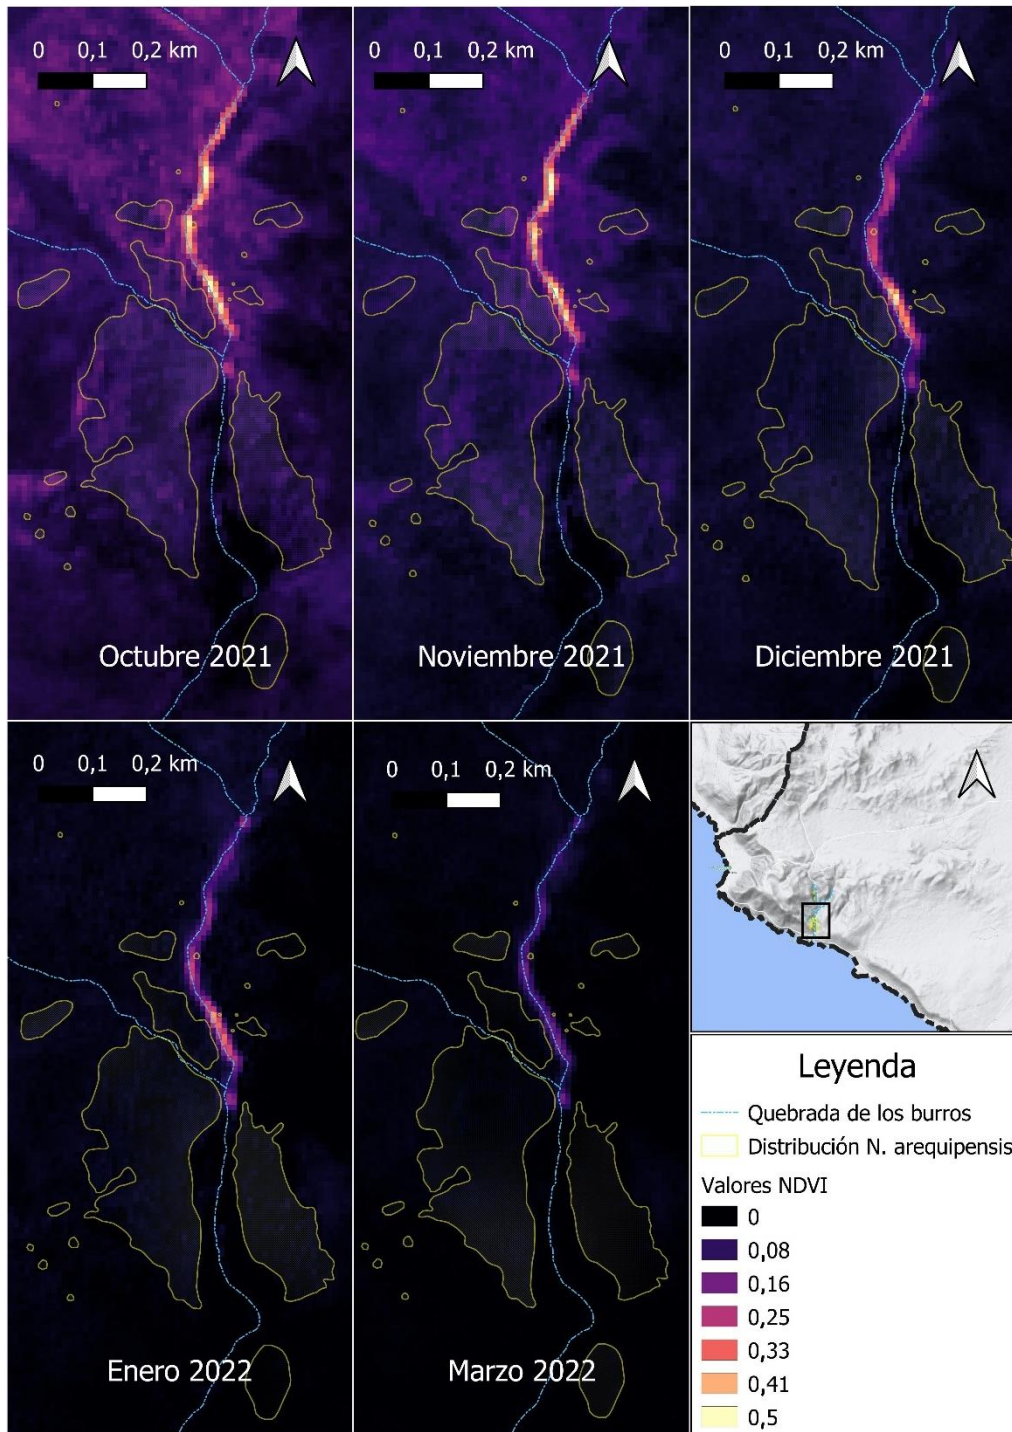 0 0,1 0,2 km
Octubre 2021
0 0,1 0,2 km
Noviembre 2021
0 0,1 0,2 km
Diciembre 2021
0 0,1 0,2 km
Enero 2022
0 0,1 0,2 km
Marzo 2022
Leyenda
Quebrada de los burros
Distribución N. arequipensis
Valores NDVI
0
0,08
0,16
0,25
0,33
0,41
0,5